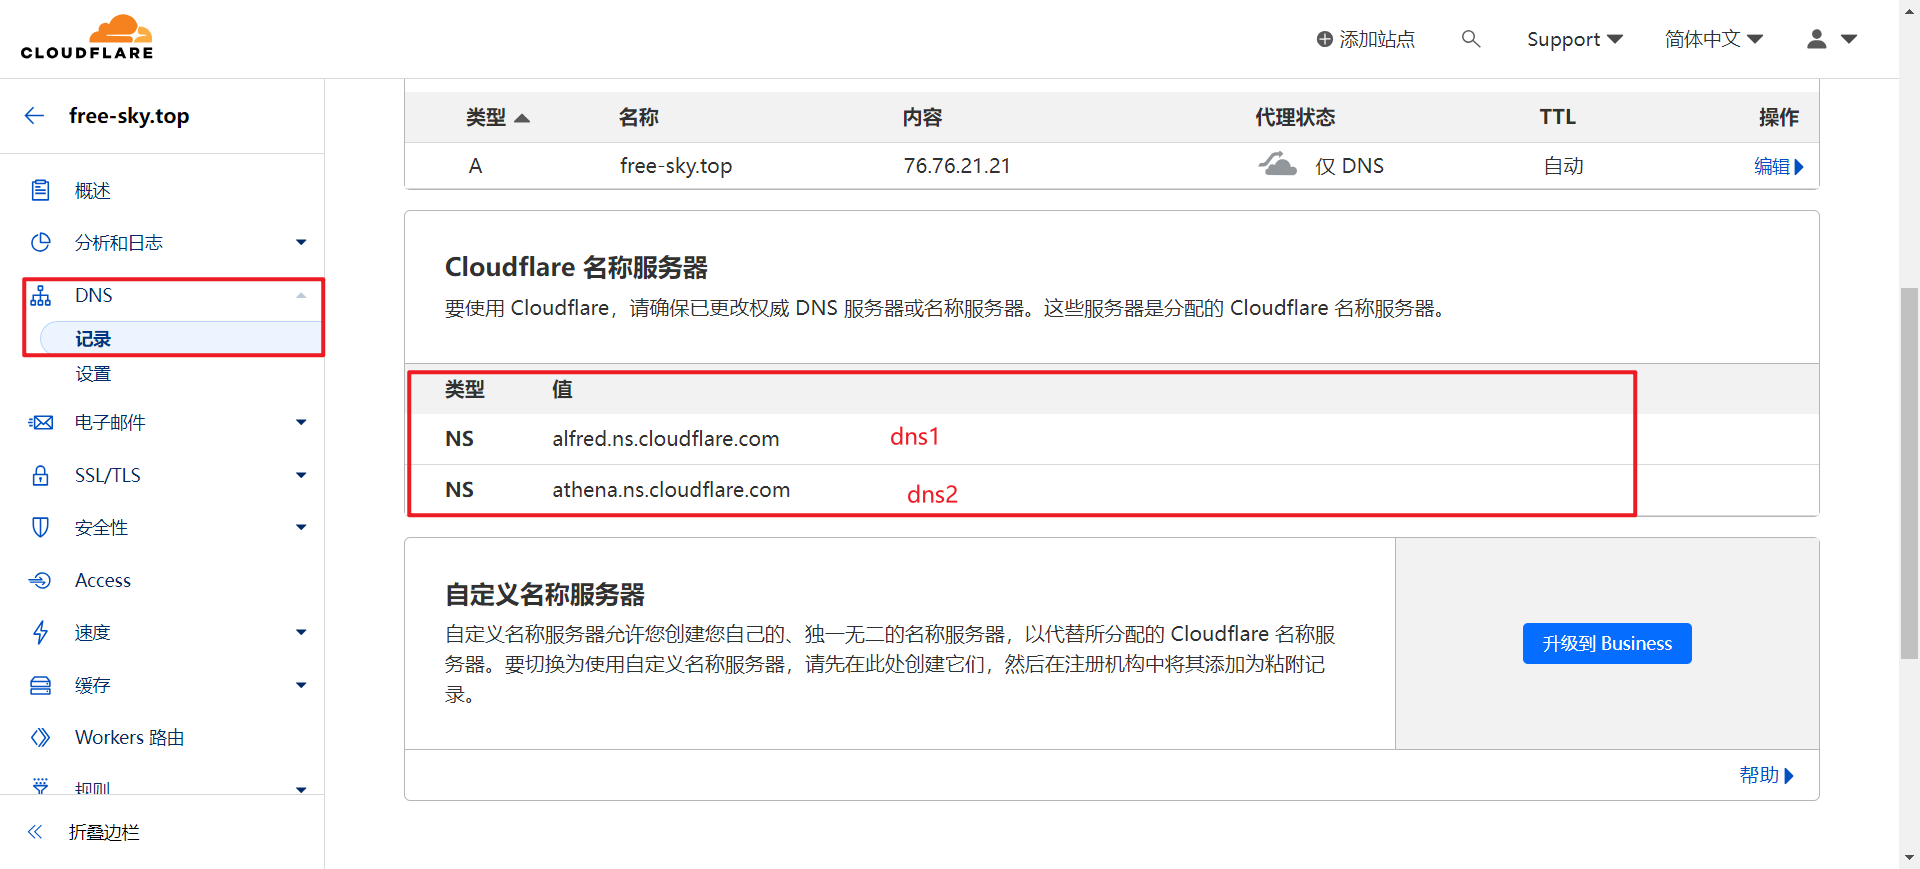 CLOUDFLARE
添加站点
Support
简体中文
free-sky.top
概述
分析和日志
DNS
记录
设置
电子邮件
SSL/TLS
安全性
Access
速度
缓存
Workers 路由
规则
折叠边栏
类型 名称 内容 代理状态 TTL 操作
A free-sky.top 76.76.21.21 仅 DNS 自动 编辑
Cloudflare 名称服务器
要使用 Cloudflare，请确保已更改权威 DNS 服务器或名称服务器。这些服务器是分配的 Cloudflare 名称服务器。
类型 值
NS alfred.ns.cloudflare.com dns1
NS athena.ns.cloudflare.com dns2
自定义名称服务器
自定义名称服务器允许您创建您自己的、独一无二的名称服务器，以代替所分配的 Cloudflare 名称服
务器。要切换为使用自定义名称服务器，请先在此处创建它们，然后在注册机构中将其添加为粘附记
录。
升级到 Business
帮助